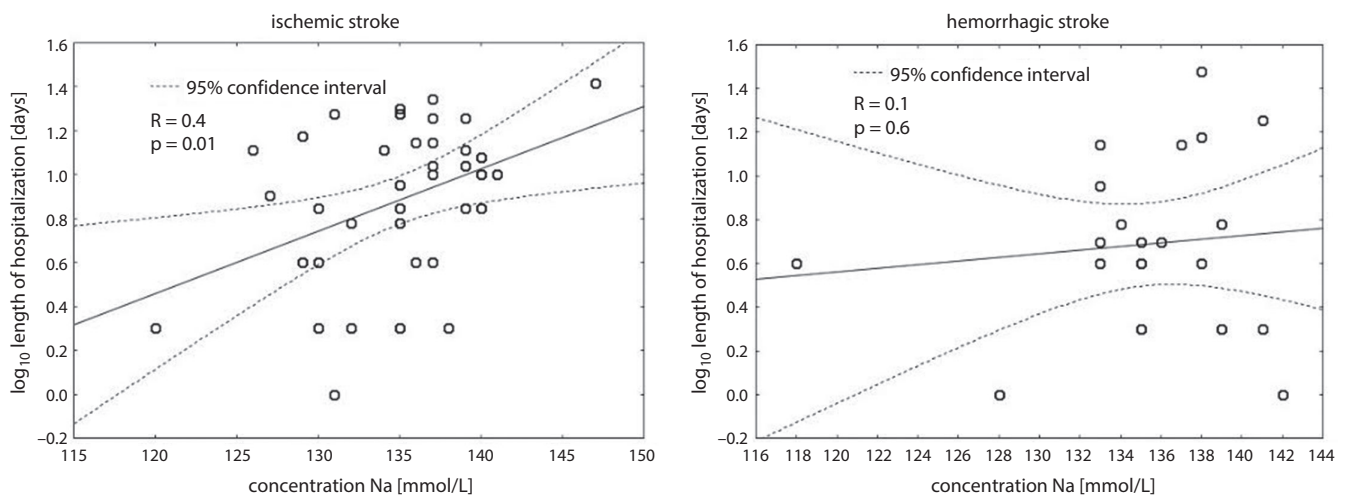 ischemic stroke
log10 length of hospitalization [days]
1.6
1.4
1.2
1.0
0.8
0.6
0.4
0.2
0.0
−0.2
95% confidence interval
R = 0.4
p = 0.01
115 120 125 130 135 140 145 150
concentration Na [mmol/L]
hemorrhagic stroke
log10 length of hospitalization [days]
1.6
1.4
1.2
1.0
0.8
0.6
0.4
0.2
0.0
−0.2
95% confidence interval
R = 0.1
p = 0.6
116 118 120 122 124 126 128 130 132 134 136 138 140 142 144
concentration Na [mmol/L]